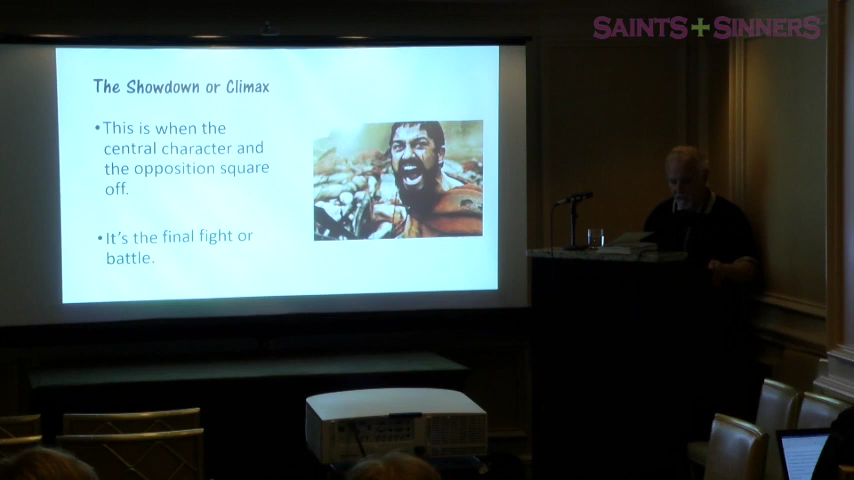 SAINTS+SINNERS
The Showdown or Climax
•This is when the
central character and
the opposition square
off.
•It's the final fight or
battle.